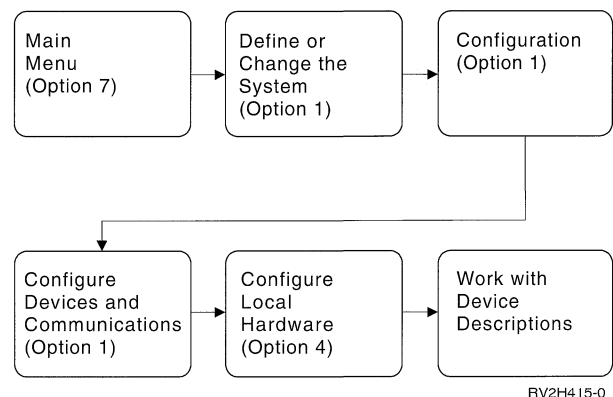 Main
Menu
(Option 7)
Define or
Change the
System
(Option 1)
Configuration
(Option 1)
Configure
Devices and
Communications
(Option 1)
Configure
Local
Hardware
(Option 4)
Work with
Device
Descriptions
RV2H415-0